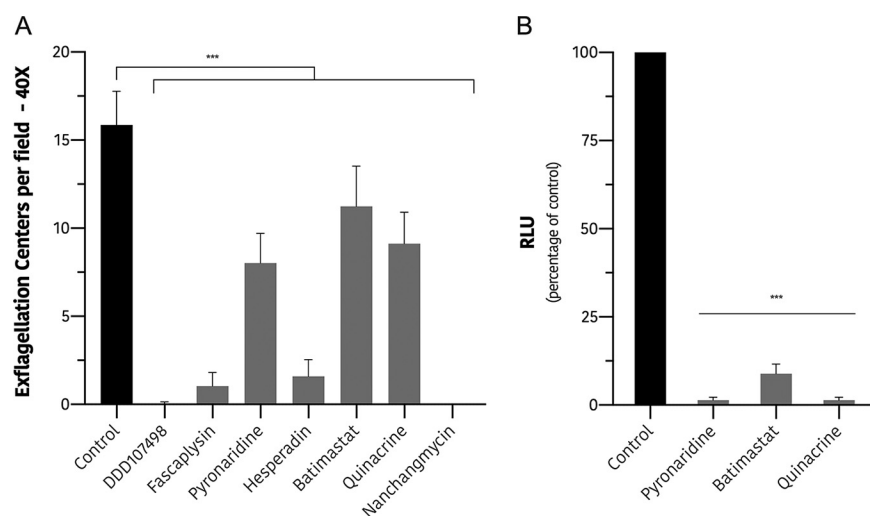 A
Exflagellation Centers per field - 40X
20
15
10
5
0
***
Control
DDD107498
Fascaplysin
Pyronaridine
Hesperadin
Batimastat
Quinacrine
Nanchangmycin
B
RLU
(percentage of control)
100
75
50
25
0
***
Control
Pyronaridine
Batimastat
Quinacrine